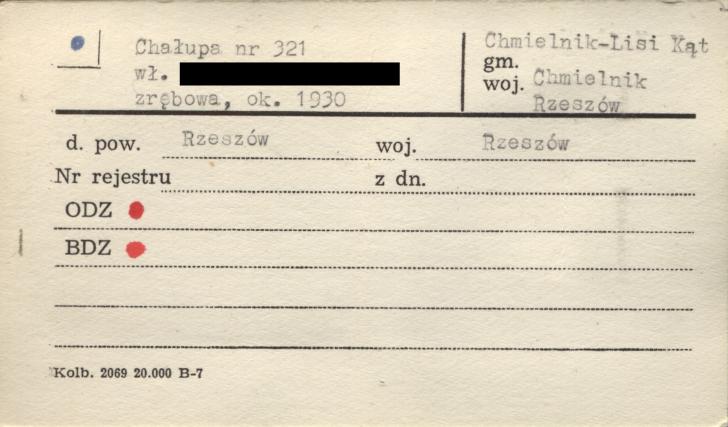 Chałupa nr 321
wł.
zrębowa, ok. 1930
Chmielnik-Lisi Kąt
gm. Chmielnik
woj. Rzeszów
d. pow. Rzeszów woj. Rzeszów
Nr rejestru z dn.
ODZ
BDZ
Kolb. 2069 20.000 B-7